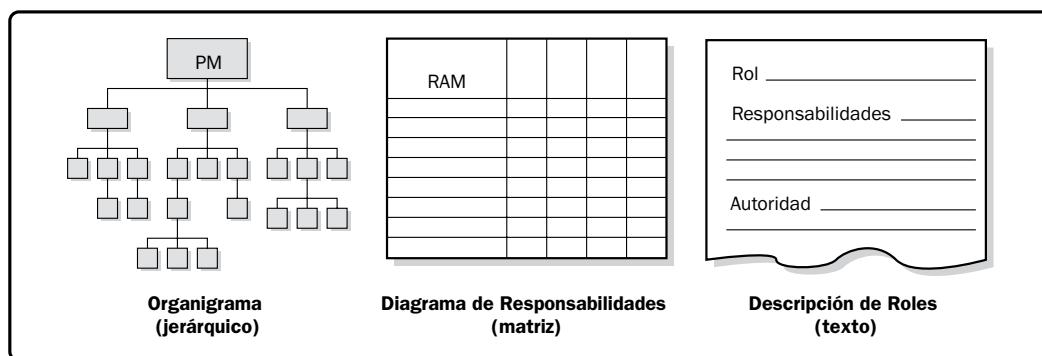 PM
RAM
Rol
Responsabilidades
Autoridad
Organigrama
(jerárquico)
Diagrama de Responsabilidades
(matriz)
Descripción de Roles
(texto)